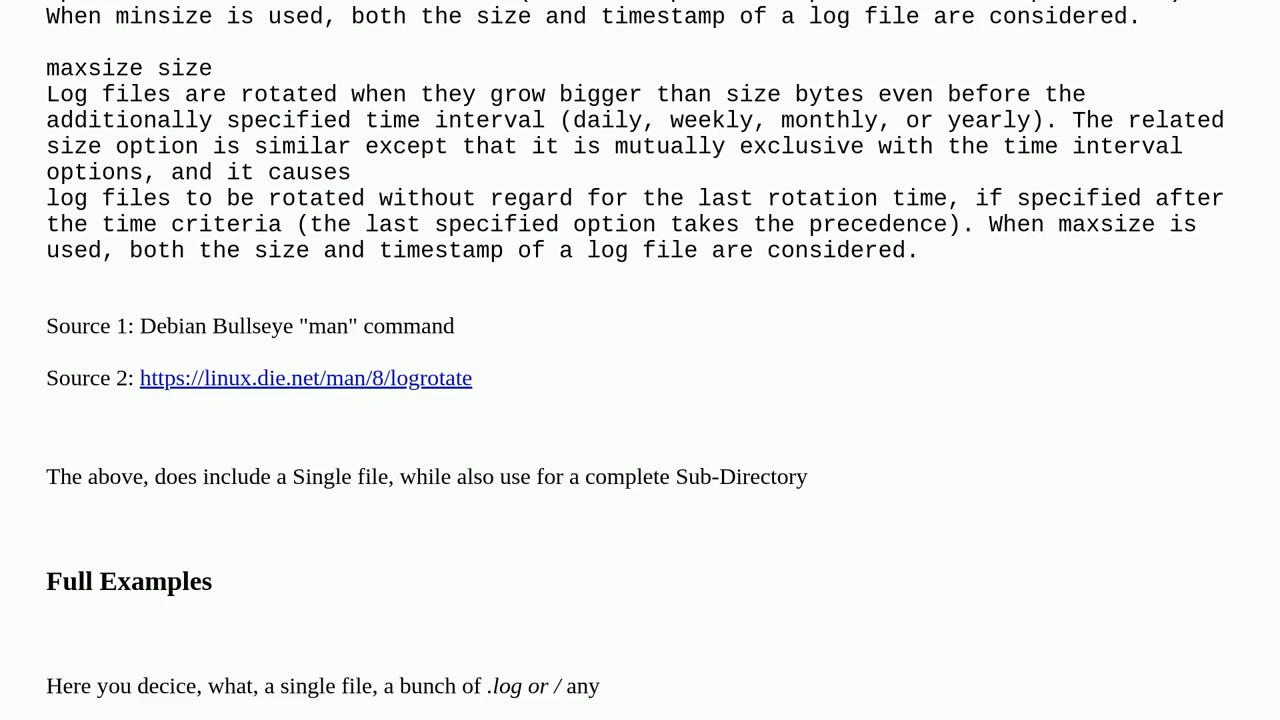 When minsize is used, both the size and timestamp of a log file are considered.
maxsize size
Log files are rotated when they grow bigger than size bytes even before the
additionally specified time interval (daily, weekly, monthly, or yearly). The related
size option is similar except that it is mutually exclusive with the time interval
options, and it causes
log files to be rotated without regard for the last rotation time, if specified after
the time criteria (the last specified option takes the precedence). When maxsize is
used, both the size and timestamp of a log file are considered.
Source 1: Debian Bullseye "man" command
Source 2: https://linux.die.net/man/8/logrotate
The above, does include a Single file, while also use for a complete Sub-Directory
Full Examples
Here you decice, what, a single file, a bunch of .log or / any